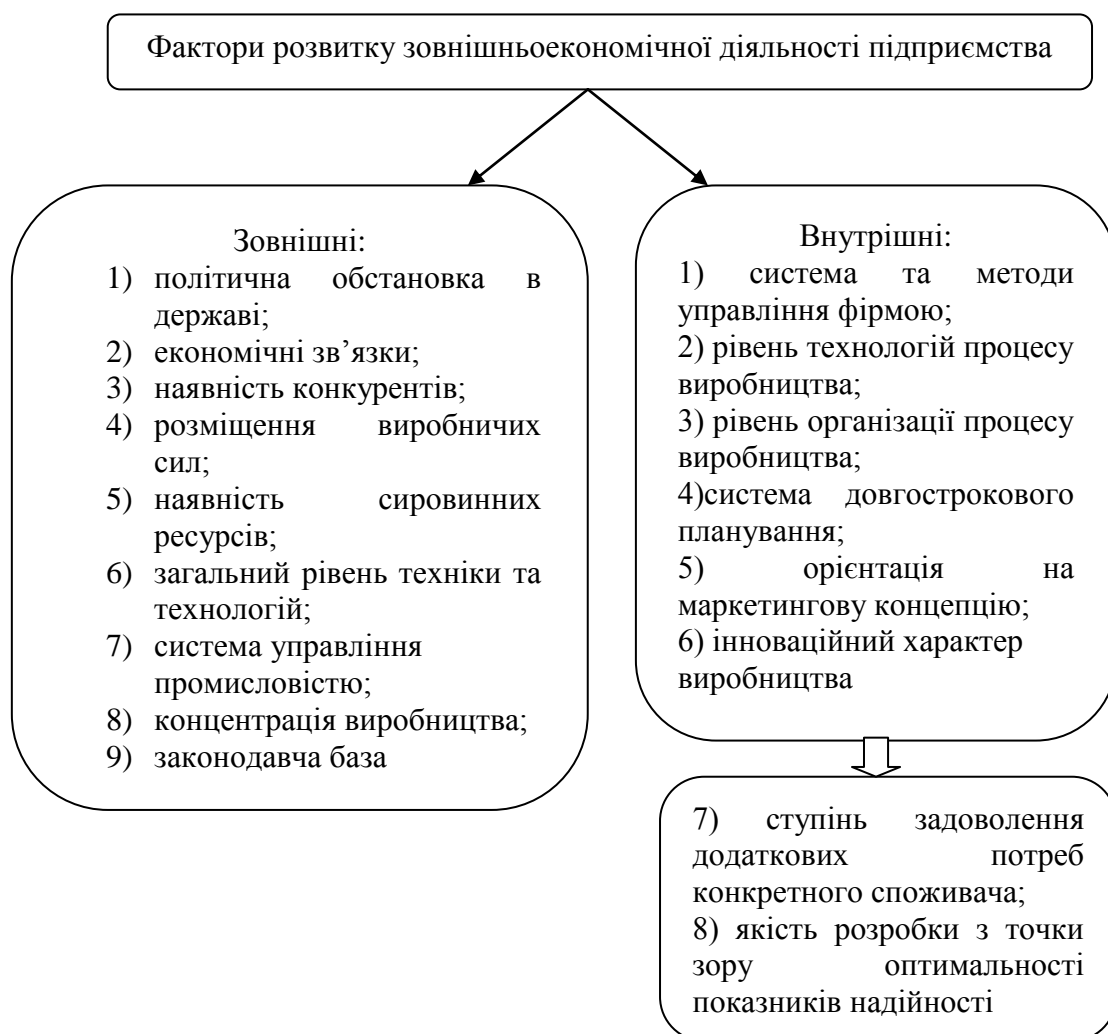 Фактори розвитку зовнішньоекономічної діяльності підприємства
Зовнішні:
1) політична обстановка в
державі;
2) економічні зв’язки;
3) наявність конкурентів;
4) розміщення виробничих
сил;
5) наявність сировинних
ресурсів;
6) загальний рівень техніки та
технологій;
7) система управління
промисловістю;
8) концентрація виробництва;
9) законодавча база
Внутрішні:
1) система та методи
управління фірмою;
2) рівень технологій процесу
виробництва;
3) рівень організації процесу
виробництва;
4)система довгострокового
планування;
5) орієнтація на
маркетингову концепцію;
6) інноваційний характер
виробництва
7) ступінь задоволення
додаткових потреб
конкретного споживача;
8) якість розробки з точки
зору оптимальності
показників надійності